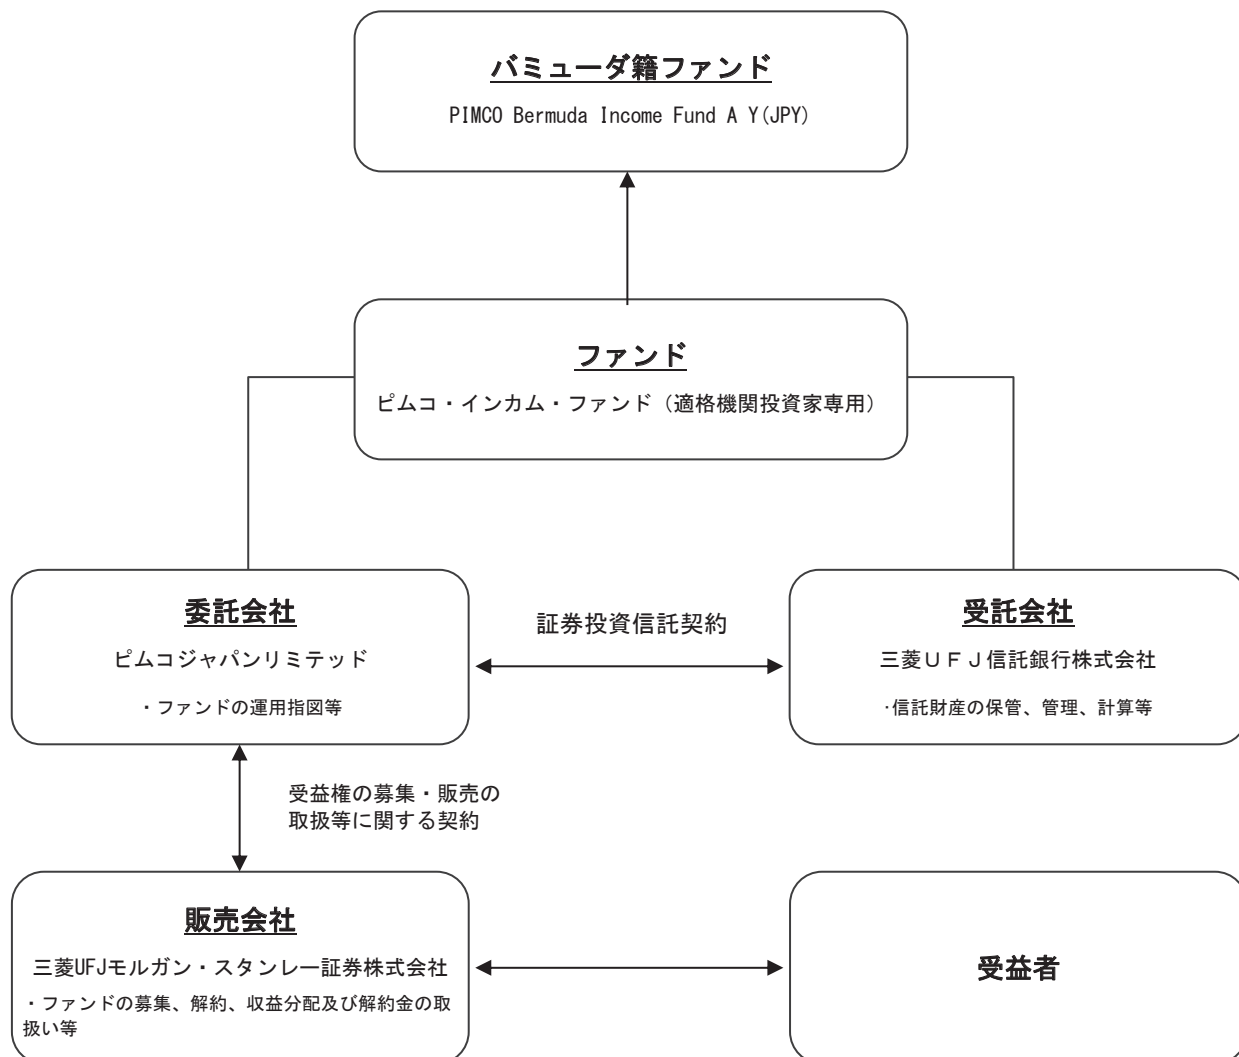 バミューダ籍ファンド
PIMCO Bermuda Income Fund A Y(JPY)
ファンド
ピムコ・インカム・ファンド（適格機関投資家専用）
委託会社
ピムコジャパンリミテッド
・ファンドの運用指図等
証券投資信託契約
受託会社
三菱ＵＦＪ信託銀行株式会社
・信託財産の保管、管理、計算等
受益権の募集・販売の
取扱等に関する契約
販売会社
三菱UFJモルガン・スタンレー証券株式会社
・ファンドの募集、解約、収益分配及び解約金の取
扱い等
受益者